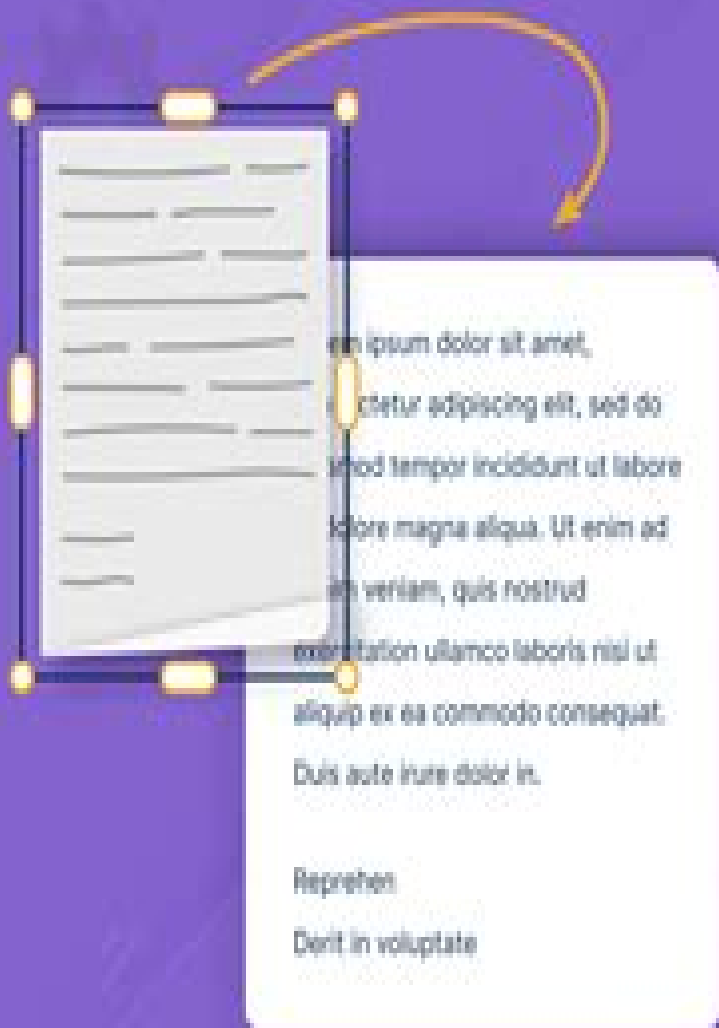 ipsum dolor sit amet,
adipiscing elit, sed do
tempor incididunt ut labore
magna aliqua. Ut enim ad
veniam, quis nostrud
ullamco laboris nisi ut
aliquip ex ea commodo consequat.
Duis aute irure dolor in.
Reprehen
Derit in voluptate